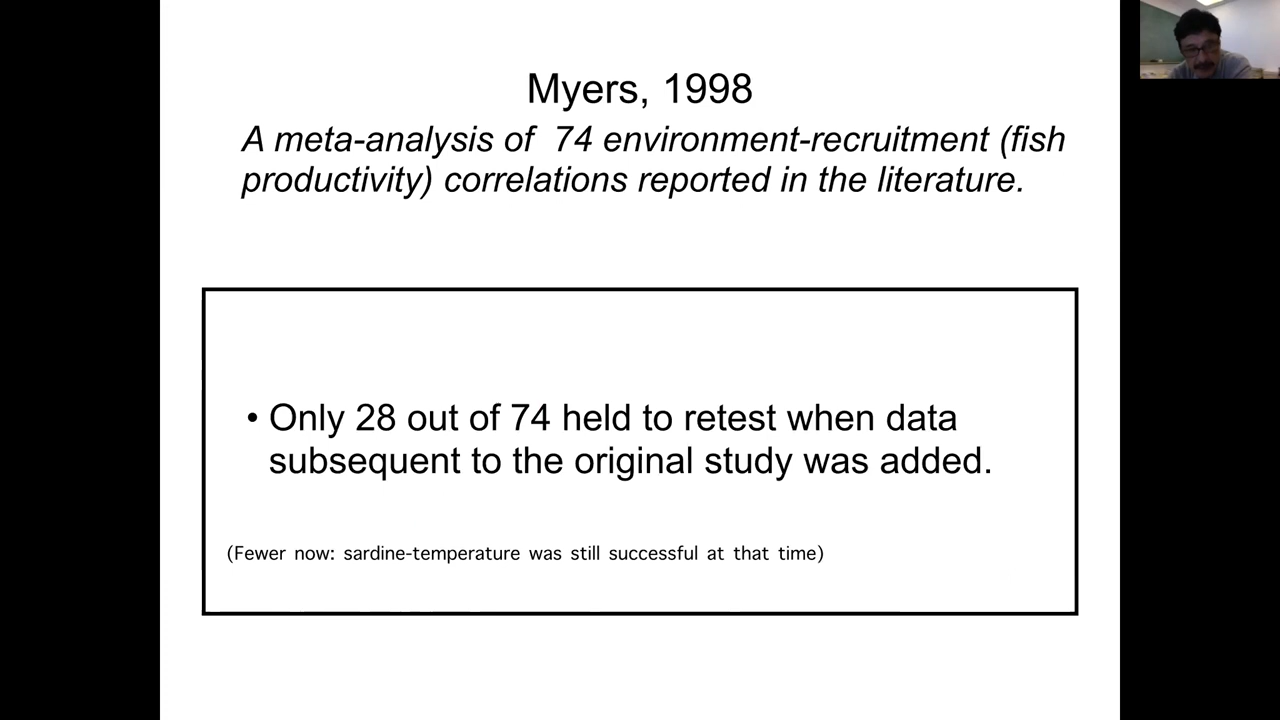 Myers, 1998
A meta-analysis of 74 environment-recruitment (fish
productivity) correlations reported in the literature.
• Only 28 out of 74 held to retest when data
subsequent to the original study was added.
(Fewer now: sardine-temperature was still successful at that time)